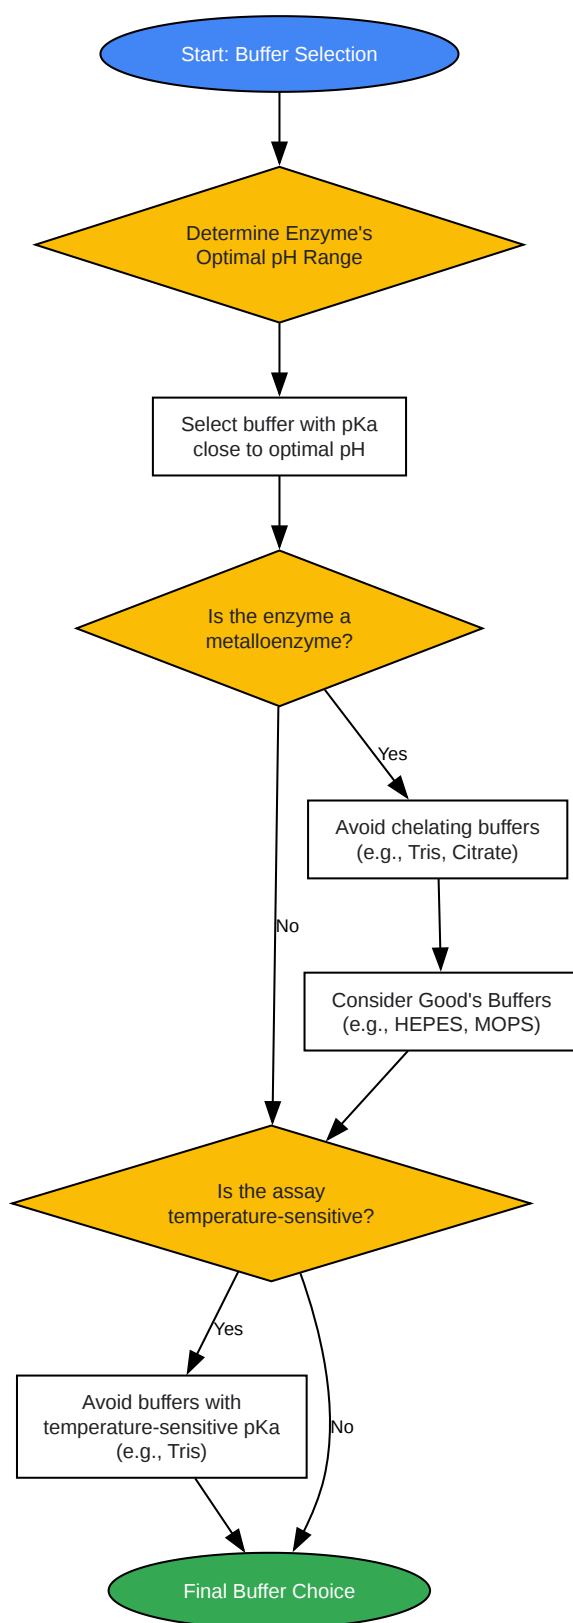 Start: Buffer Selection
Determine Enzyme's
Optimal pH Range
Select buffer with pKa
close to optimal pH
Is the enzyme a
metalloenzyme?
Yes
Avoid chelating buffers
(e.g., Tris, Citrate)
No
Consider Good's Buffers
(e.g., HEPES, MOPS)
Is the assay
temperature-sensitive?
Yes
Avoid buffers with
temperature-sensitive pKa
(e.g., Tris)
No
Final Buffer Choice